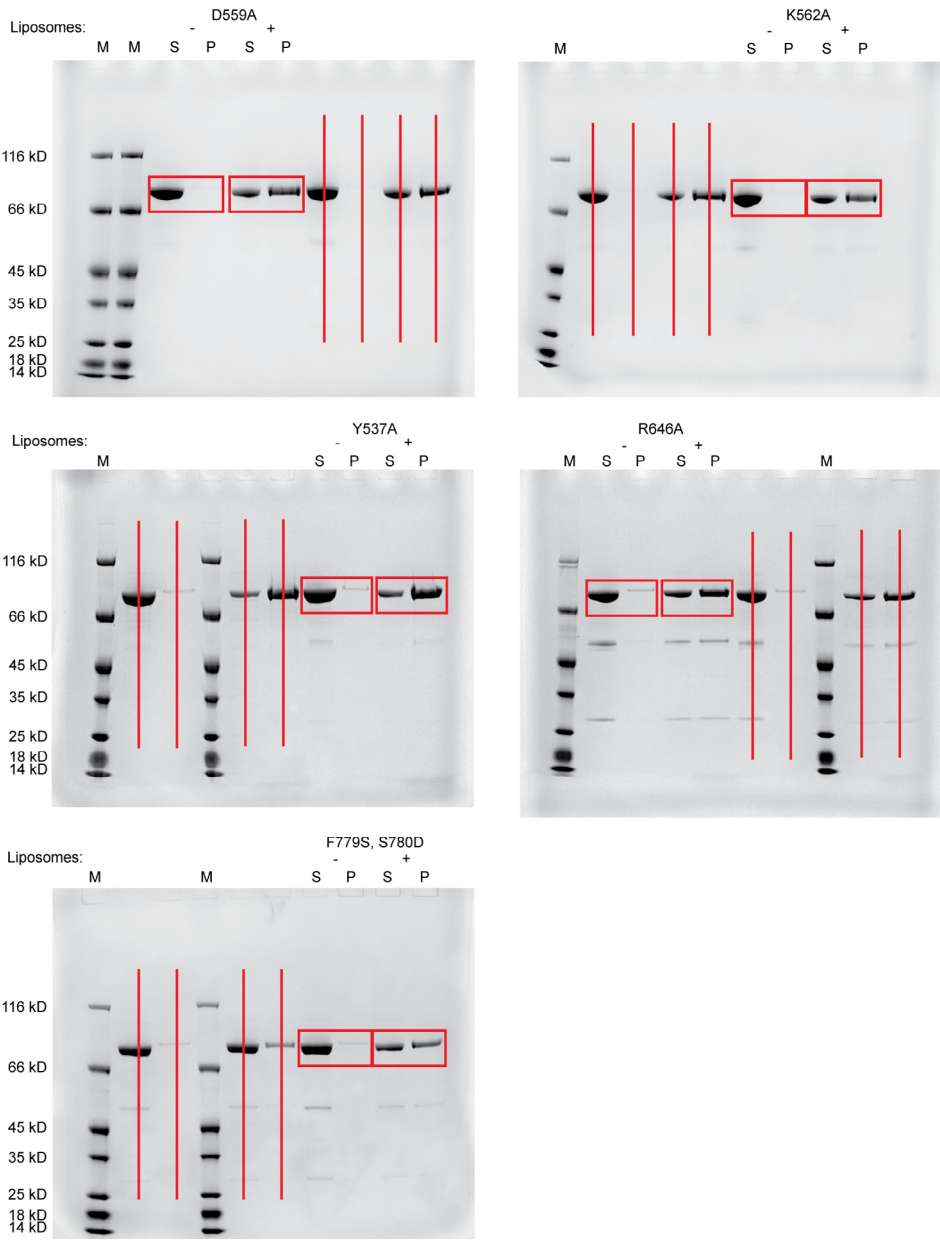 D559A
Liposomes: - +
M M S P S P
116 kD
66 kD
45 kD
35 kD
25 kD
18 kD
14 kD
K562A
- +
M S P S P
Y537A
Liposomes: - +
M S P S P
116 kD
66 kD
45 kD
35 kD
25 kD
18 kD
14 kD
R646A
- +
M S P S P M
F779S, S780D
Liposomes: - +
M M S P S P
116 kD
66 kD
45 kD
35 kD
25 kD
18 kD
14 kD